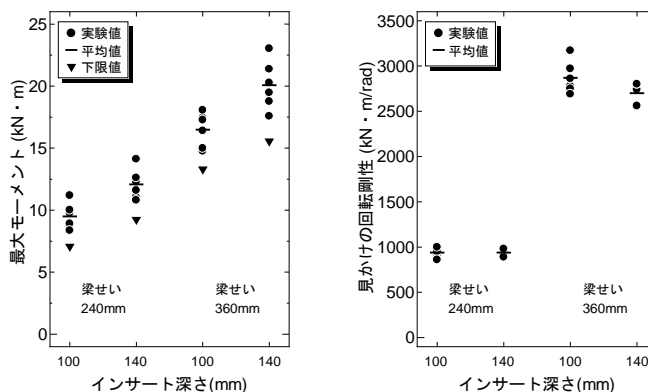 最大モーメント (kN・m)
25
20
15
10
5
0
実験値
平均値
下限値
梁せい
240mm
梁せい
360mm
100
140
100
140
インサート深さ(mm)
見かけの回転剛性 (kN・m/rad)
3500
3000
2500
2000
1500
1000
500
0
実験値
平均値
梁せい
240mm
梁せい
360mm
100
140
100
140
インサート深さ(mm)